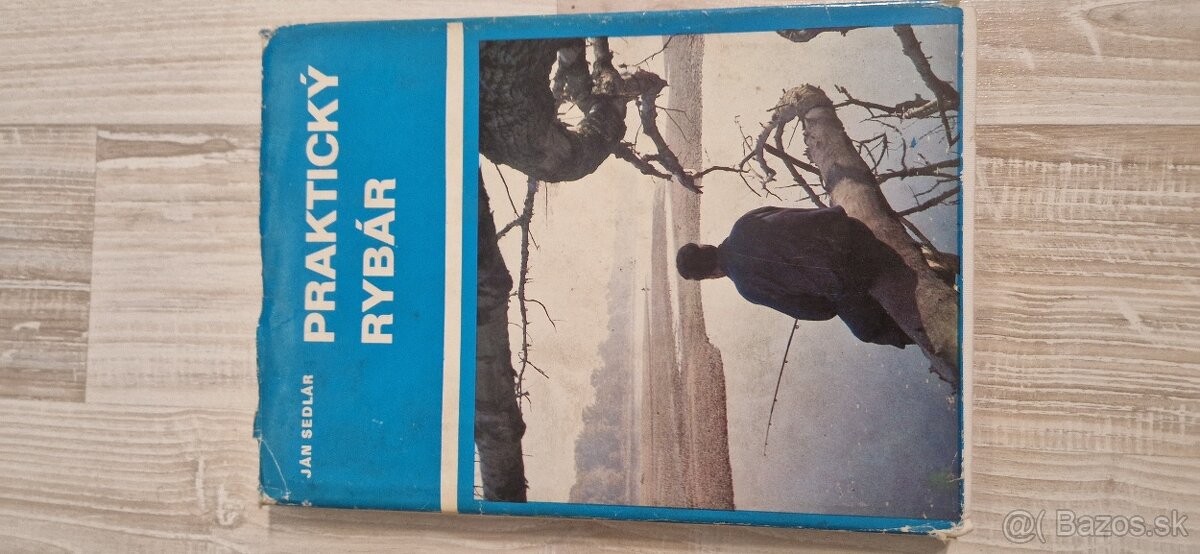 JÁN SEDLÁR
PRAKTICKÝ
RYBÁR
@( Bazos.sk